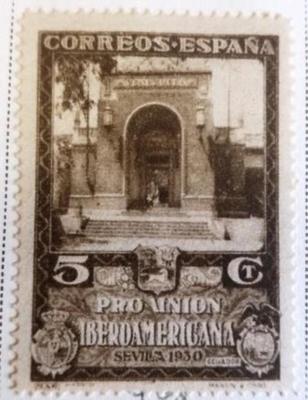 CORREOS·ESPAÑA
5 CT
PRO UNION
IBEROAMERICANA
SEVILLA 1930
ECUADOR